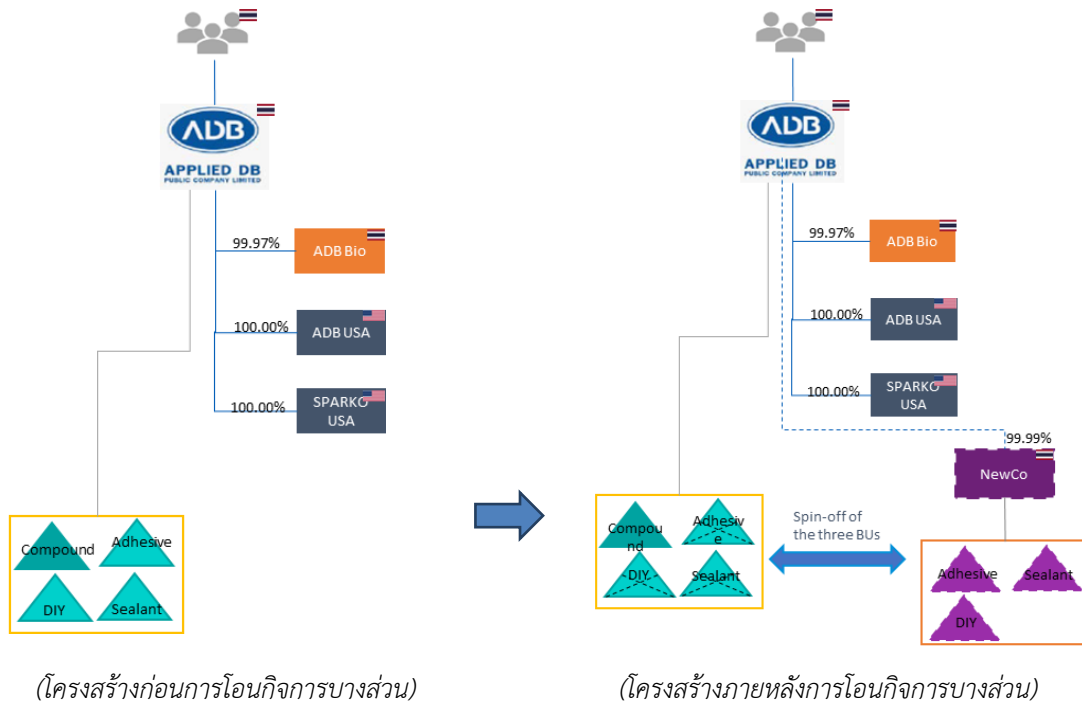 ADB
APPLIED DB
PUBLIC COMPANY LIMITED
99.97%
ADB Bio
100.00%
ADB USA
100.00%
SPARKO
USA
Compound
Adhesive
DIY
Sealant
(โครงสร้างก่อนการโอนกิจการบางส่วน)
ADB
APPLIED DB
PUBLIC COMPANY LIMITED
99.97%
ADB Bio
100.00%
ADB USA
100.00%
SPARKO
USA
99.99%
NewCo
Compou
nd
Adhesiv
e
DIY
Sealant
Spin-off of
the three BUs
Adhesive
Sealant
DIY
(โครงสร้างภายหลังการโอนกิจการบางส่วน)